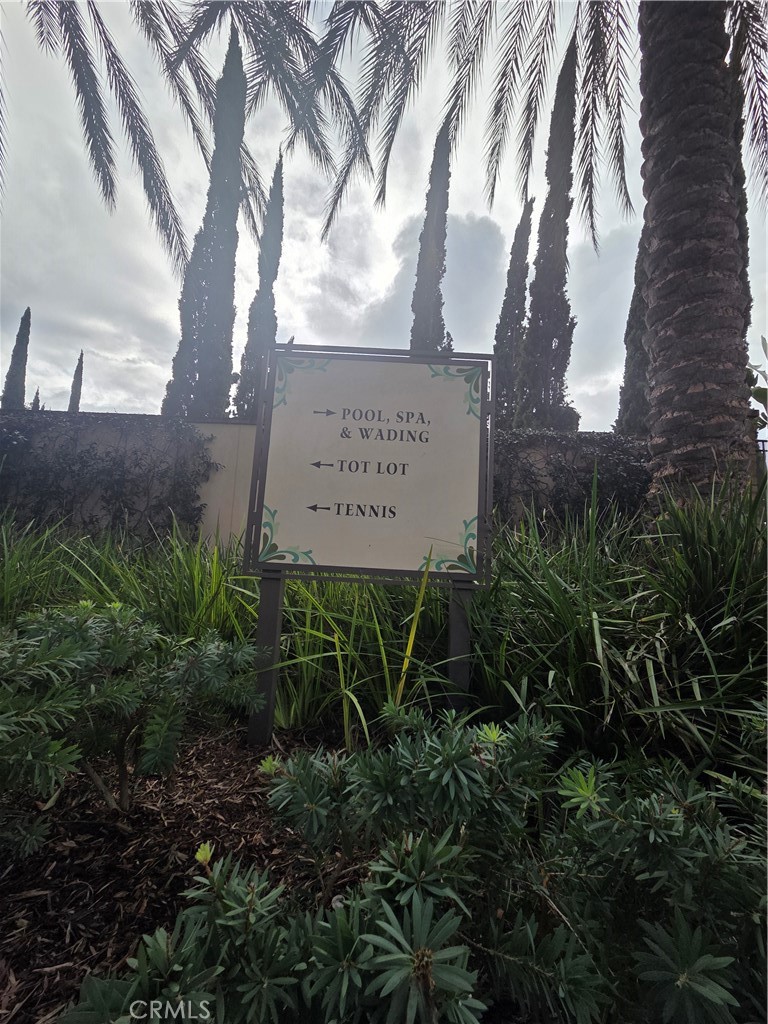 → POOL, SPA,
& WADING
← TOT LOT
← TENNIS
CRMLS